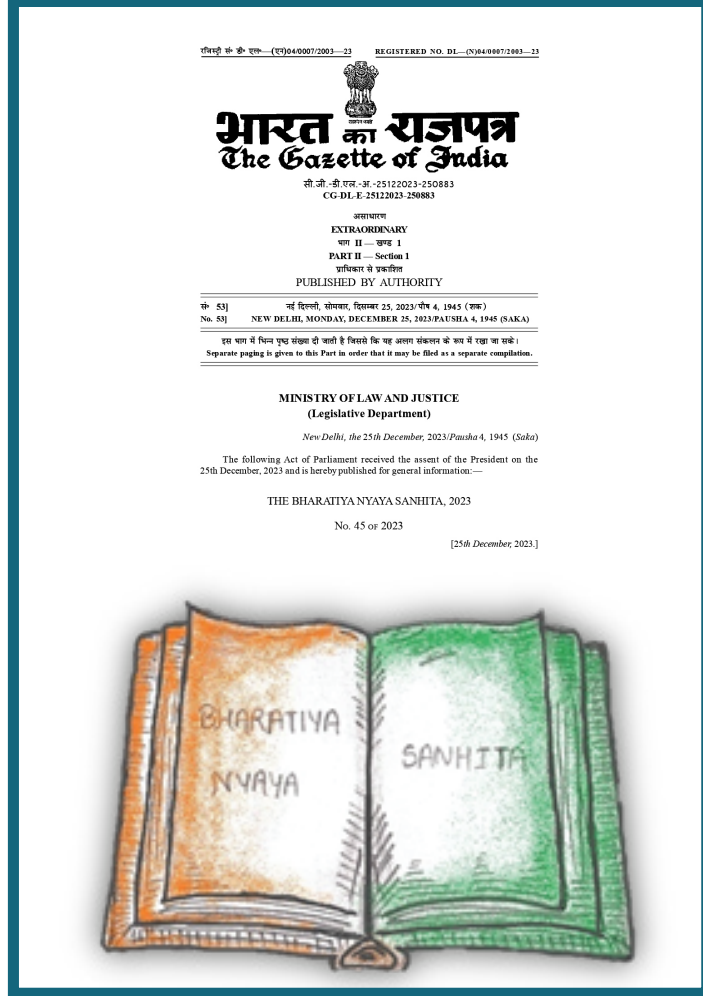 रजिस्ट्री सं॰ डी॰ एल॰—(एन)04/0007/2003—23
REGISTERED NO. DL—(N)04/0007/2003—23
भारत का राजपत्र
The Gazette of India
सी.जी.-डी.एल.-अ.-25122023-250883
CG-DL-E-25122023-250883
असाधारण
EXTRAORDINARY
भाग II — खण्ड 1
PART II — Section 1
प्राधिकार से प्रकाशित
PUBLISHED BY AUTHORITY
सं॰ 53] नई दिल्ली, सोमवार, दिसम्बर 25, 2023/पौष 4, 1945 (शक)
No. 53] NEW DELHI, MONDAY, DECEMBER 25, 2023/PAUSHA 4, 1945 (SAKA)
इस भाग में भिन्न पृष्ठ संख्या दी जाती है जिससे कि यह अलग संकलन के रूप में रखा जा सके।
Separate paging is given to this Part in order that it may be filed as a separate compilation.
MINISTRY OF LAW AND JUSTICE
(Legislative Department)
New Delhi, the 25th December, 2023/Pausha 4, 1945 (Saka)
The following Act of Parliament received the assent of the President on the
25th December, 2023 and is hereby published for general information:—
THE BHARATIYA NYAYA SANHITA, 2023
No. 45 OF 2023
[25th December, 2023.]
BHARATIYA
NYAYA
SANHITA